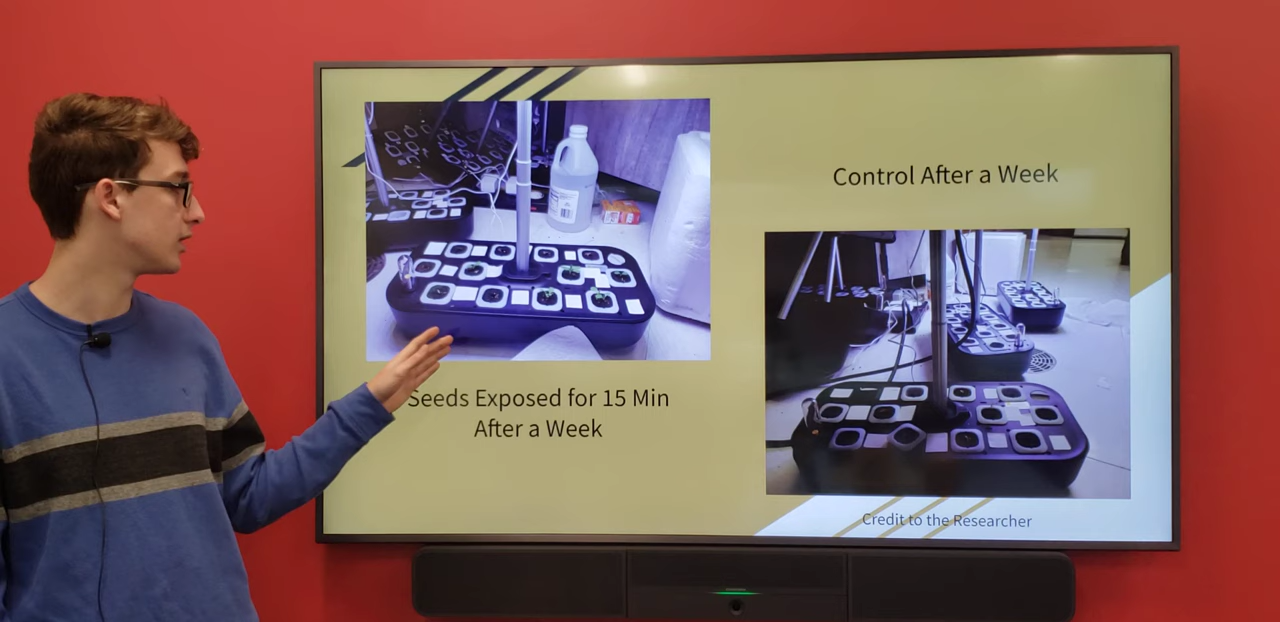 Control After a Week
Seeds Exposed for 15 Min
After a Week
Credit to the Researcher